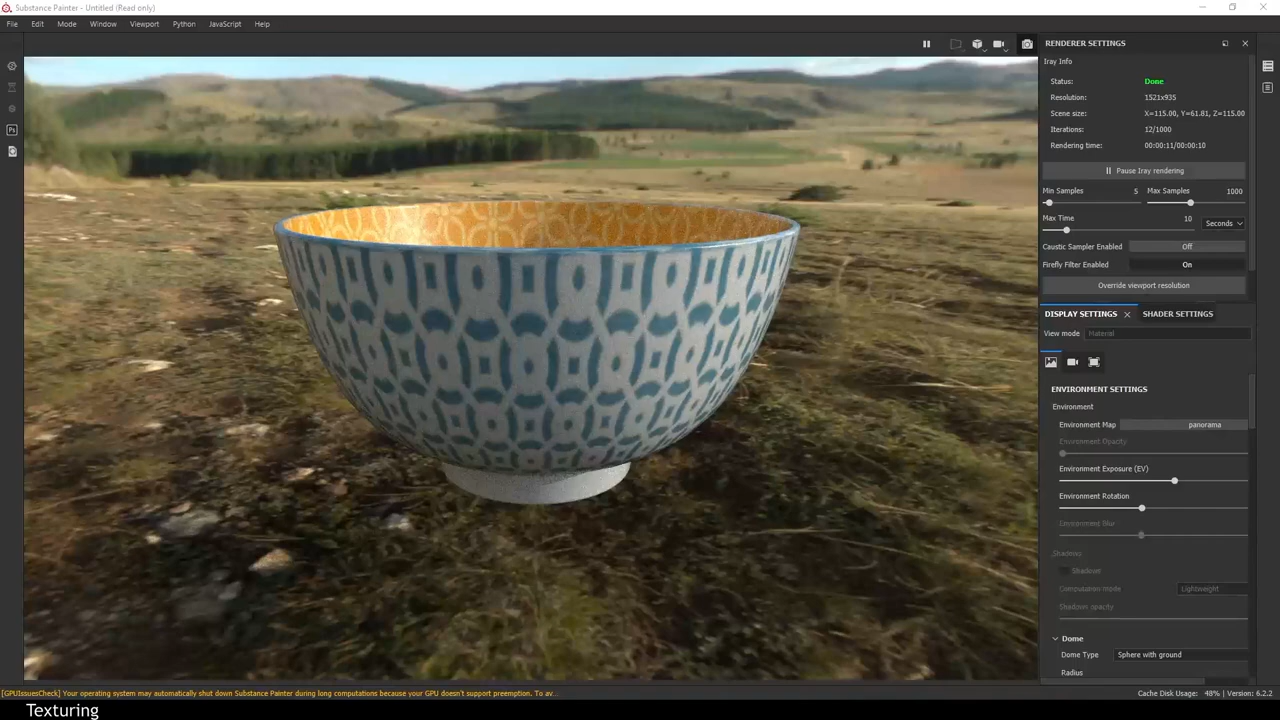 Substance Painter - Untitled (Read only)
File Edit Mode Window Viewport Python JavaScript Help
RENDERER SETTINGS
Iray Info
Status: Done
Resolution: 1521x935
Scene size: X=115.00, Y=61.81, Z=115.00
Iterations: 12/1000
Rendering time: 00:00:11/00:00:10
Pause Iray rendering
Min Samples 5 Max Samples 1000
Max Time 10 Seconds
Caustic Sampler Enabled Off
Firefly Filter Enabled On
Override viewport resolution
DISPLAY SETTINGS SHADER SETTINGS
View mode Material
ENVIRONMENT SETTINGS
Environment
Environment Map panorama
Environment Opacity
Environment Exposure (EV)
Environment Rotation
Environment Blur
Shadows
Shadows
Computation mode Lightweight
Shadows opacity
Dome
Dome Type Sphere with ground
Radius
[GPUIssuesCheck] Your operating system may automatically shut down Substance Painter during long computations because your GPU doesn't support preemption. To av...
Cache Disk Usage: 48% | Version: 6.2.2
Ps
Texturing